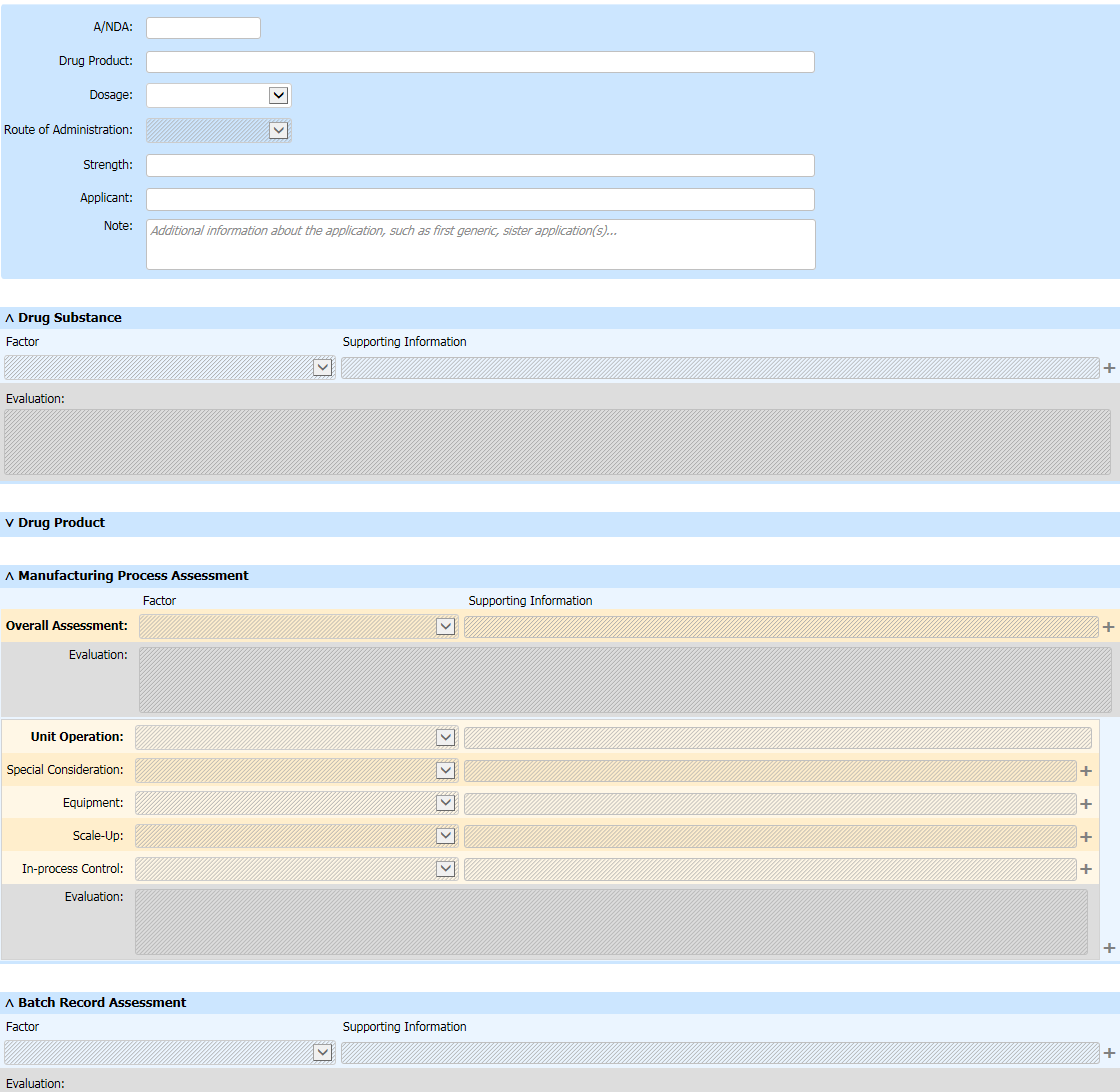 A/NDA:
Drug Product:
Dosage:
Route of Administration:
Strength:
Applicant:
Note:
Additional information about the application, such as first generic, sister application(s)...
Drug Substance
Factor Supporting Information
+
Evaluation:
Drug Product
Manufacturing Process Assessment
Factor Supporting Information
Overall Assessment: +
Evaluation:
Unit Operation:
Special Consideration: +
Equipment: +
Scale-Up: +
In-process Control: +
Evaluation:
+
Batch Record Assessment
Factor Supporting Information
+
Evaluation: